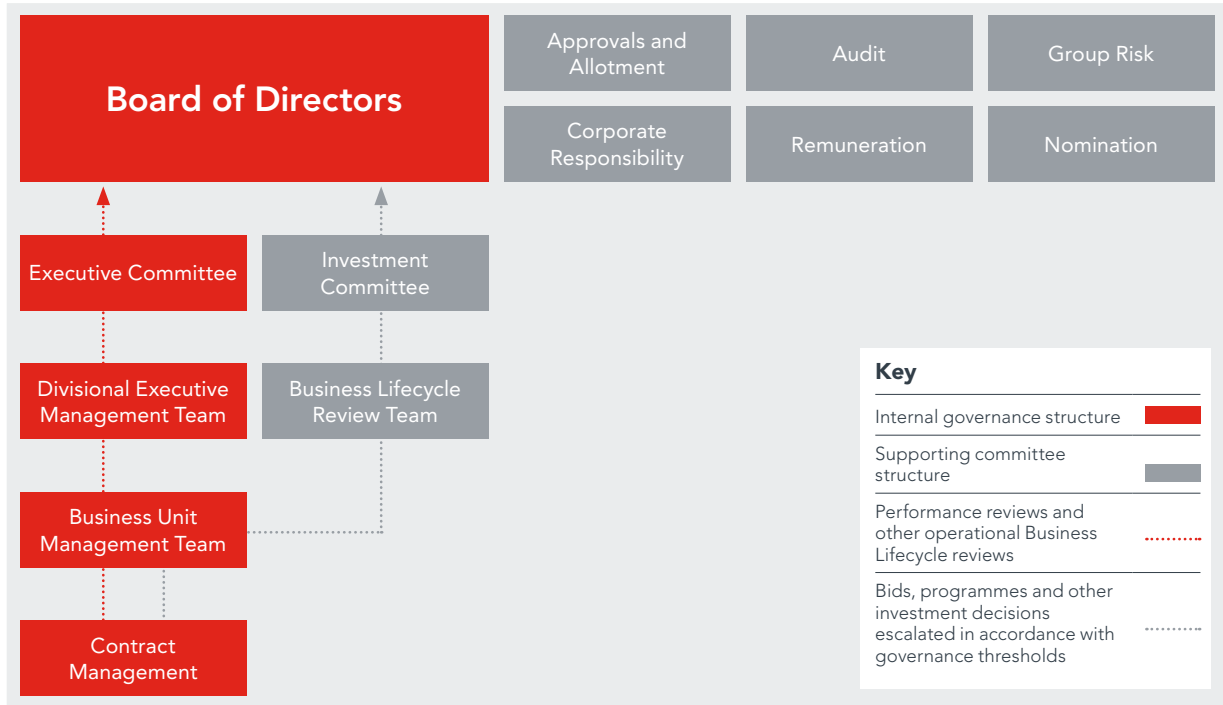 Board of Directors
Approvals and
Allotment
Audit
Group Risk
Corporate
Responsibility
Remuneration
Nomination
Executive Committee
Investment
Committee
Divisional Executive
Management Team
Business Lifecycle
Review Team
Business Unit
Management Team
Contract
Management
Key
Internal governance structure
Supporting committee
structure
Performance reviews and
other operational Business
Lifecycle reviews
Bids, programmes and other
investment decisions
escalated in accordance with
governance thresholds